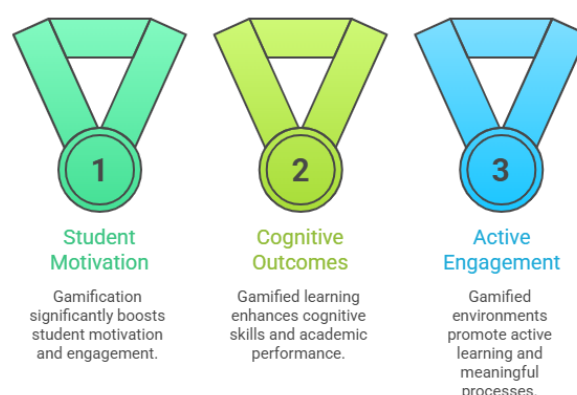 1
Student
Motivation
Gamification
significantly boosts
student motivation
and engagement.
2
Cognitive
Outcomes
Gamified learning
enhances cognitive
skills and academic
performance.
3
Active
Engagement
Gamified
environments
promote active
learning and
meaningful
processes.